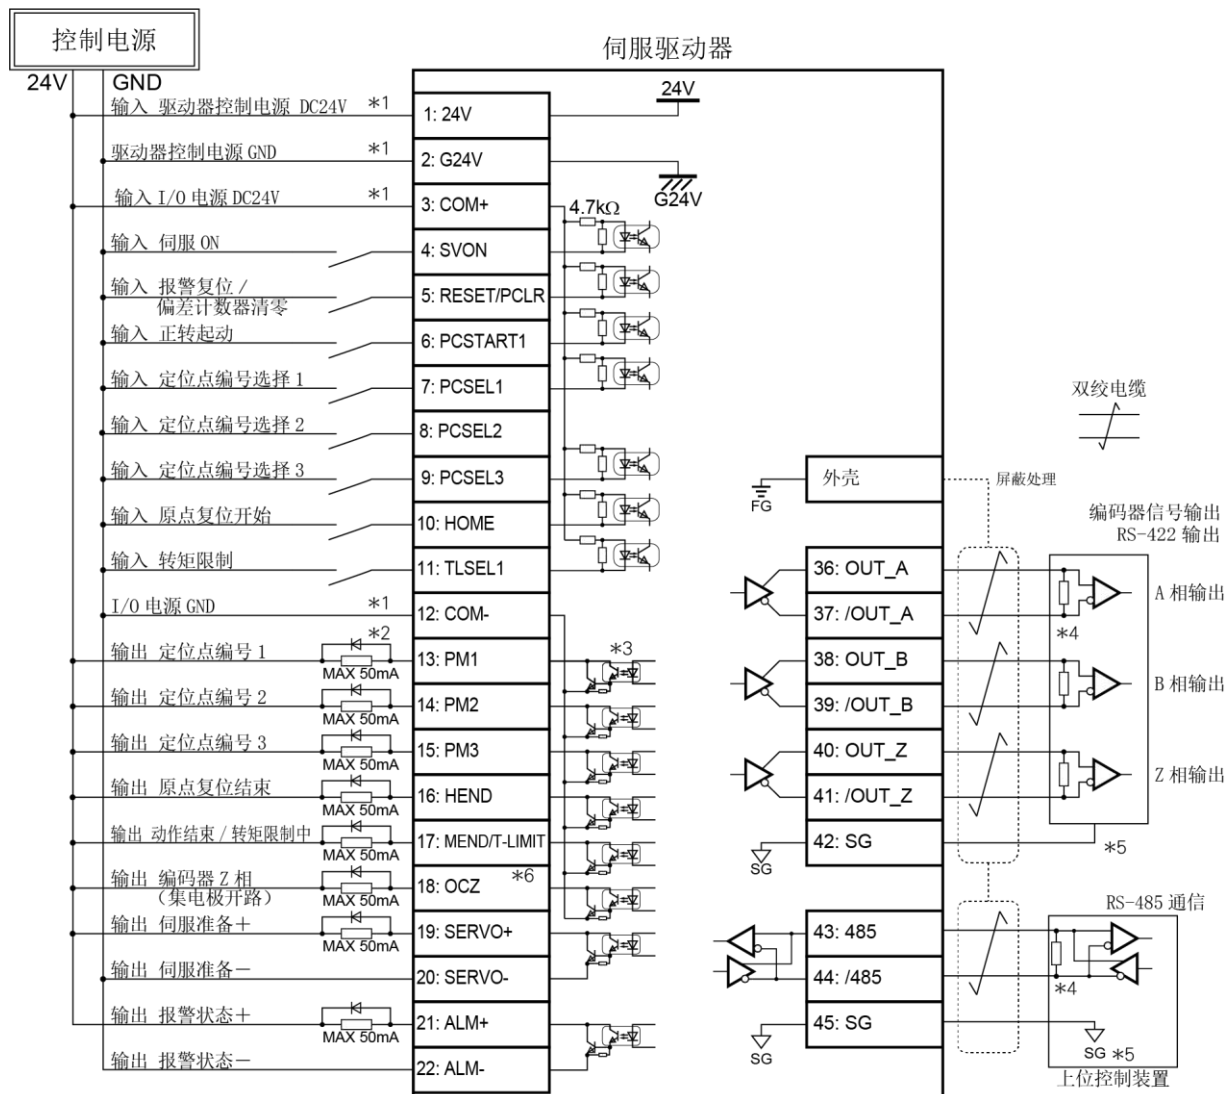 控制电源
伺服驱动器
24V GND
24V
输入 驱动器控制电源 DC24V *1
1: 24V
驱动器控制电源 GND *1
2: G24V
G24V
输入 I/O 电源 DC24V *1
3: COM+
4.7kΩ
输入 伺服 ON
4: SVON
输入 报警复位 /
偏差计数器清零
5: RESET/PCLR
输入 正转起动
6: PCSTART1
输入 定位点编号选择 1
7: PCSEL1
输入 定位点编号选择 2
8: PCSEL2
输入 定位点编号选择 3
9: PCSEL3
输入 原点复位开始
10: HOME
输入 转矩限制
11: TLSEL1
I/O 电源 GND *1
12: COM-
*2
输出 定位点编号 1
MAX 50mA
13: PM1
*3
输出 定位点编号 2
MAX 50mA
14: PM2
输出 定位点编号 3
MAX 50mA
15: PM3
输出 原点复位结束
MAX 50mA
16: HEND
输出 动作结束 / 转矩限制中
MAX 50mA
17: MEND/T-LIMIT
输出 编码器 Z 相
（集电极开路）
MAX 50mA
18: OCZ *6
输出 伺服准备＋
MAX 50mA
19: SERVO+
输出 伺服准备－
20: SERVO-
输出 报警状态＋
MAX 50mA
21: ALM+
输出 报警状态－
22: ALM-
双绞电缆
外壳
FG
屏蔽处理
编码器信号输出
RS-422 输出
36: OUT_A
37: /OUT_A
A 相输出
*4
38: OUT_B
39: /OUT_B
B 相输出
40: OUT_Z
41: /OUT_Z
Z 相输出
42: SG
SG
*5
RS-485 通信
43: 485
44: /485
*4
45: SG
SG
SG *5
上位控制装置